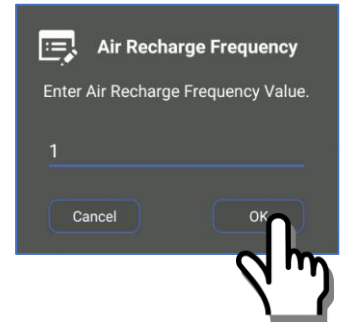 Air Recharge Frequency
Enter Air Recharge Frequency Value.
1
Cancel
OK